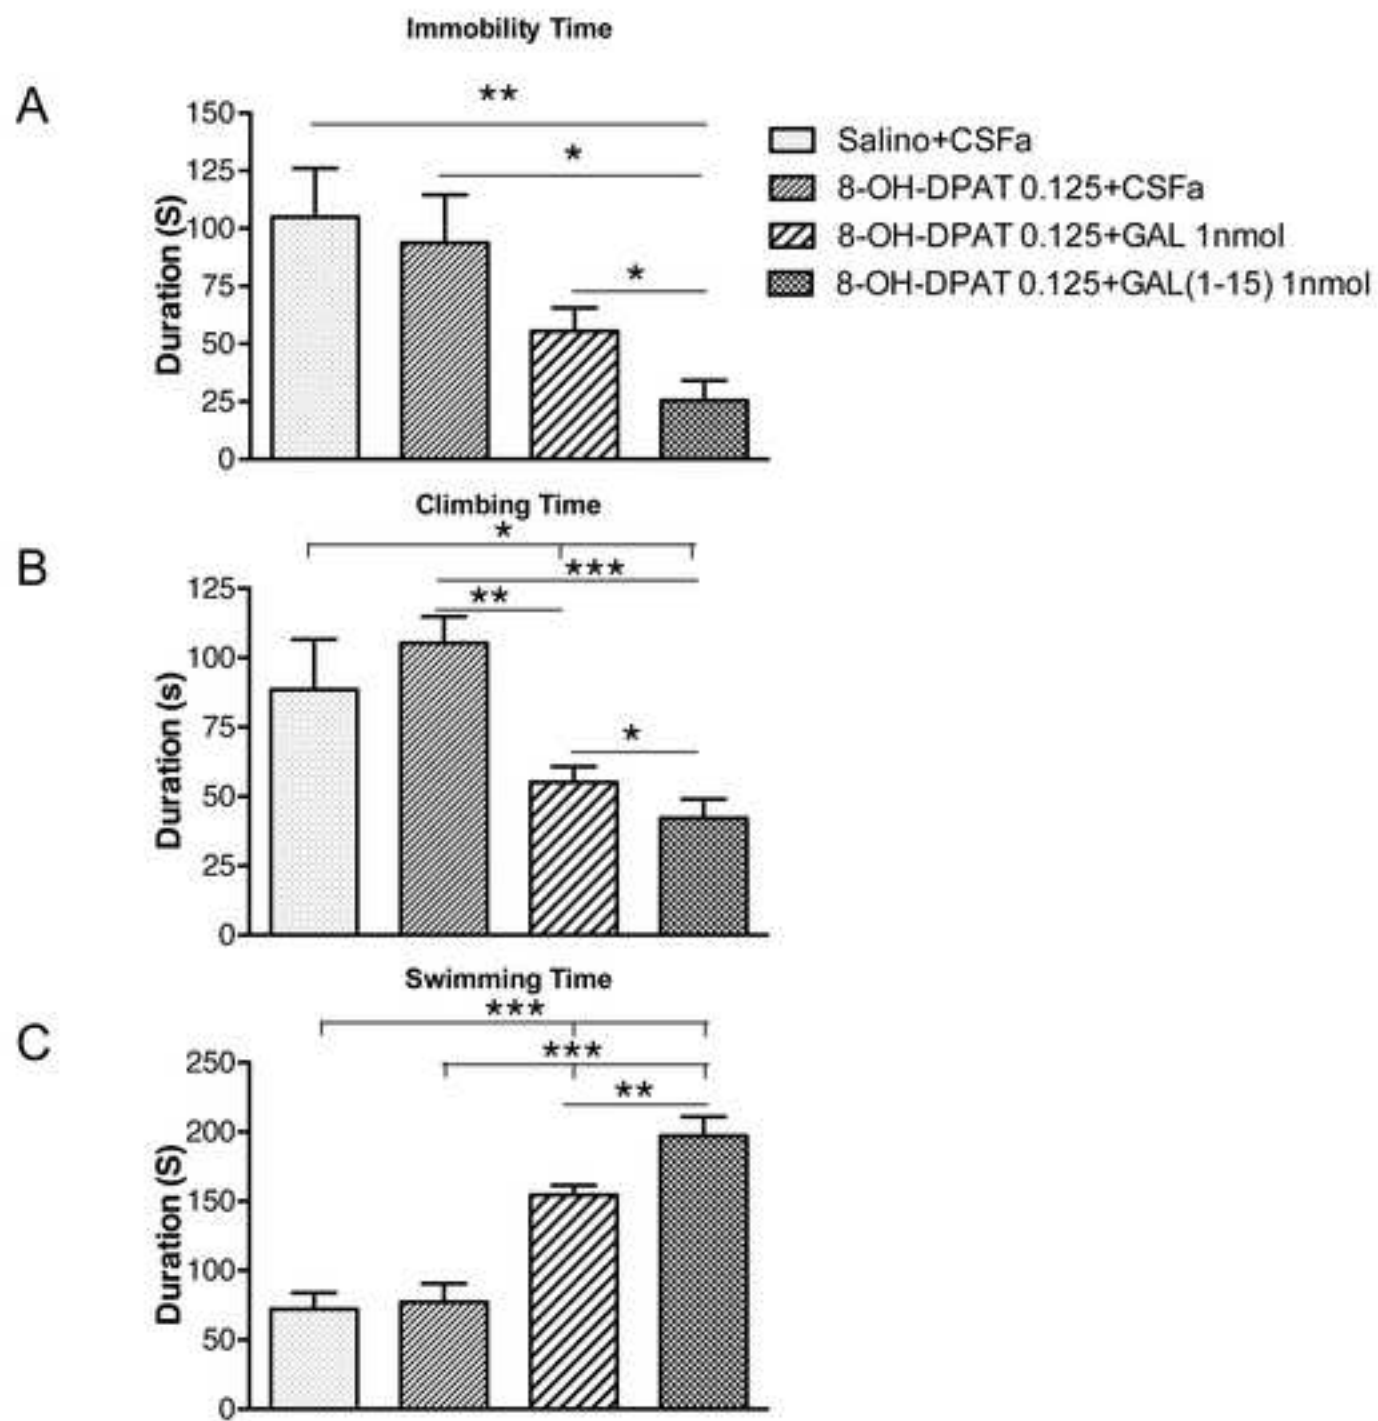 Immobility Time
A
**
*
*
150
125
100
75
50
25
0
Duration (S)
Salino+CSFa
8-OH-DPAT 0.125+CSFa
8-OH-DPAT 0.125+GAL 1nmol
8-OH-DPAT 0.125+GAL(1-15) 1nmol
Climbing Time
B
*
***
**
*
125
100
75
50
25
0
Duration (s)
Swimming Time
C
***
***
**
250
200
150
100
50
0
Duration (S)